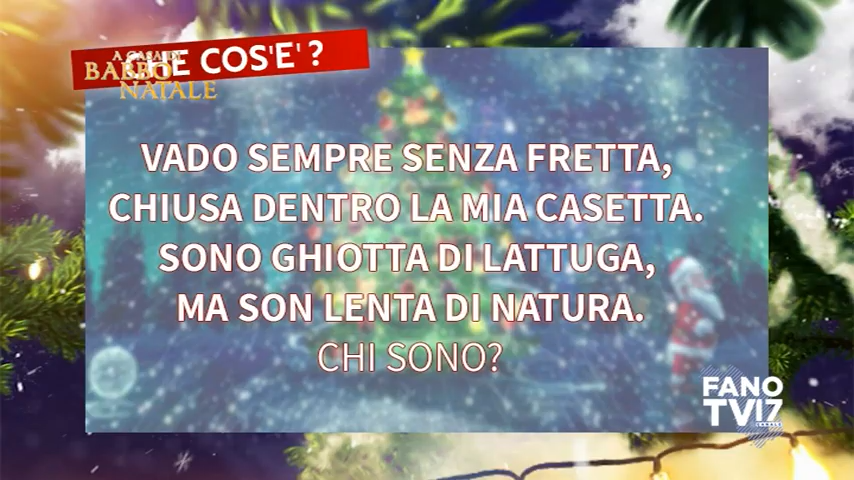 CHE COS'E' ?
A CASA DI
BABBO
NATALE
VADO SEMPRE SENZA FRETTA,
CHIUSA DENTRO LA MIA CASETTA.
SONO GHIOTTA DI LATTUGA,
MA SON LENTA DI NATURA.
CHI SONO?
FANO
TV17
CANALE